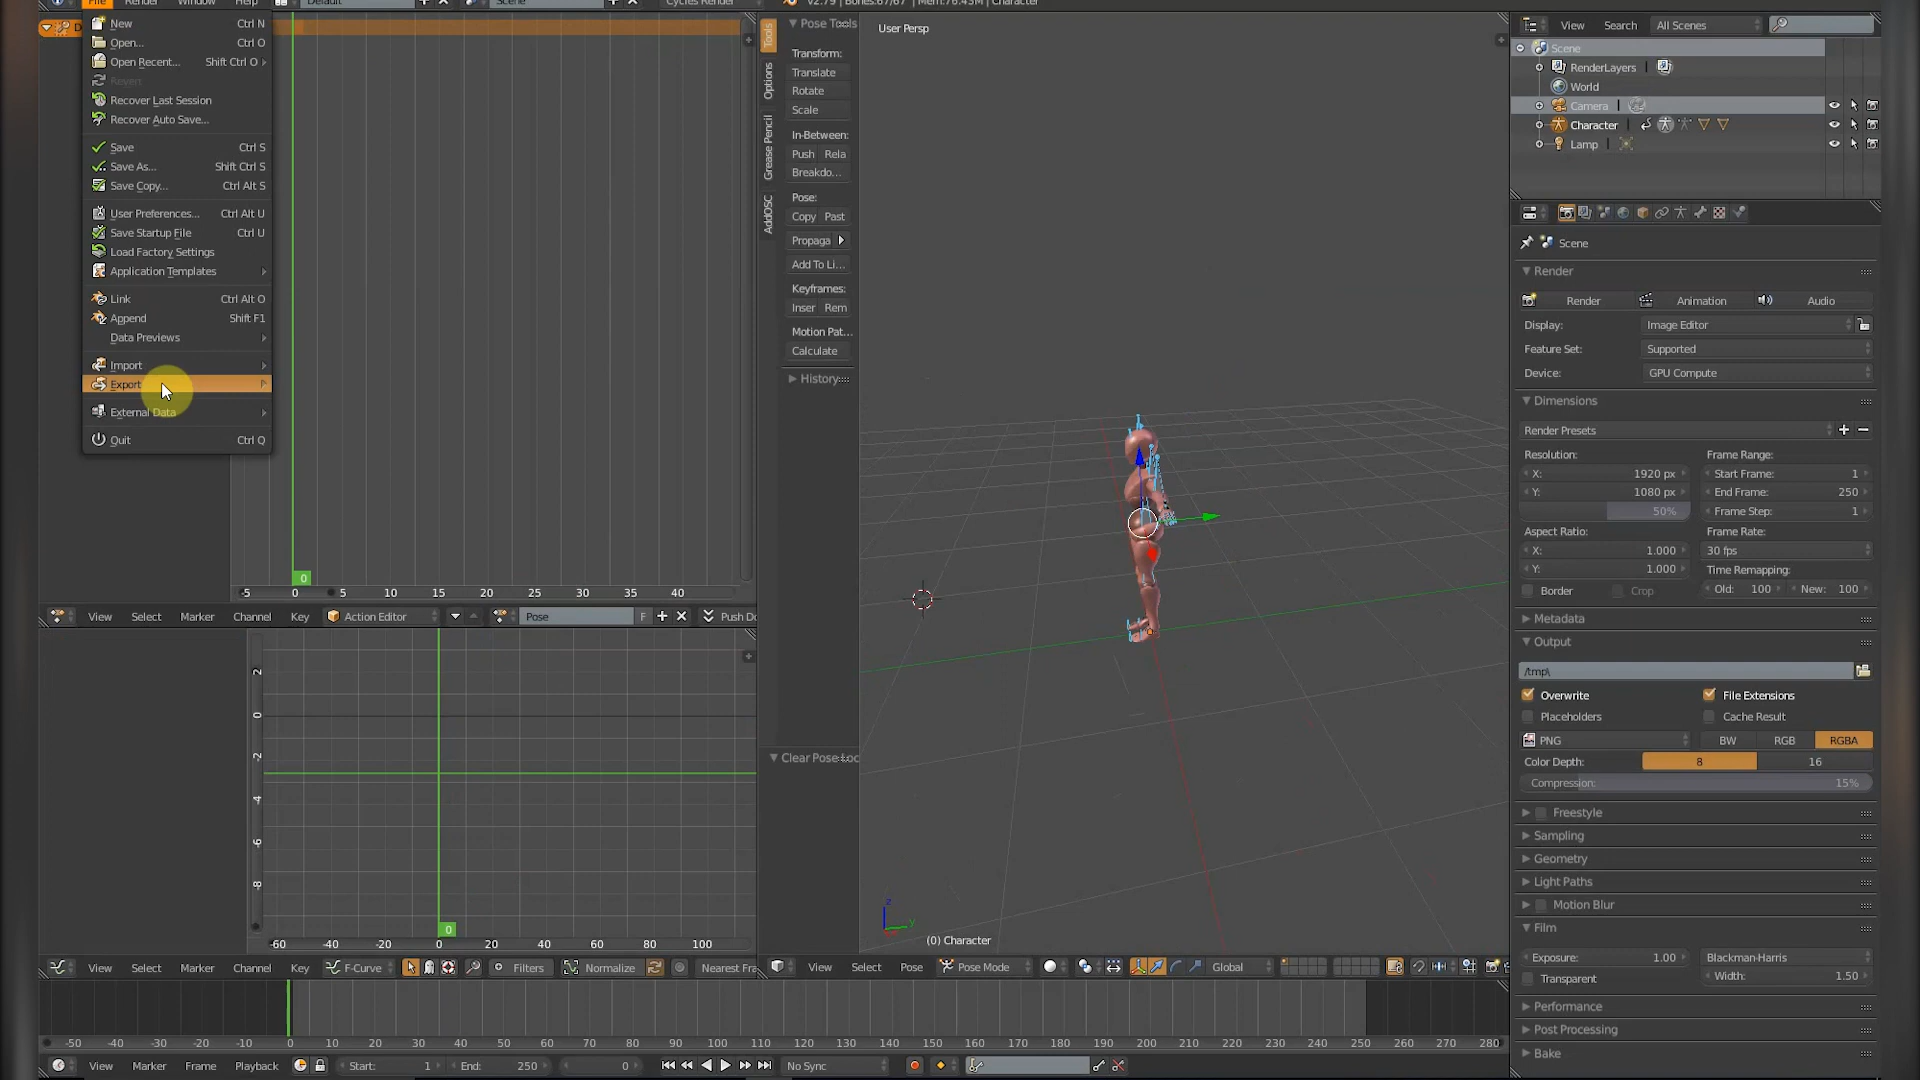 File Render Window Help Default Scene Cycles Render v2.79 | Bones:67/67 | Mem:76.43M | Character
New Ctrl N
Open... Ctrl O
Open Recent... Shift Ctrl O
Revert
Recover Last Session
Recover Auto Save...
Save Ctrl S
Save As... Shift Ctrl S
Save Copy... Ctrl Alt S
User Preferences... Ctrl Alt U
Save Startup File Ctrl U
Load Factory Settings
Application Templates
Link Ctrl Alt O
Append Shift F1
Data Previews
Import
Export
External Data
Quit Ctrl Q
0
-5 0 5 10 15 20 25 30 35 40
View Select Marker Channel Key Action Editor Pose F Push Do
2
0
-2
-4
-6
-8
0
-60 -40 -20 0 20 40 60 80 100
View Select Marker Channel Key F-Curve Filters Normalize Nearest Fra
Tools
Options
Grease Pencil
AddOSC
Pose Tools
Transform:
Translate
Rotate
Scale
In-Between:
Push Rela
Breakdo...
Pose:
Copy Past
Propaga
Add To Li...
Keyframes:
Inser Rem
Motion Pat...
Calculate
History
Clear Pose Loc
User Persp
z
y
(0) Character
View Select Pose Pose Mode Global
-50 -40 -30 -20 -10 0 10 20 30 40 50 60 70 80 90 100 110 120 130 140 150 160 170 180 190 200 210 220 230 240 250 260 270 280
View Marker Frame Playback Start: 1 End: 250 0 No Sync
View Search All Scenes
Scene
RenderLayers
World
Camera
Character
Lamp
Scene
Render
Render Animation Audio
Display: Image Editor
Feature Set: Supported
Device: GPU Compute
Dimensions
Render Presets
Resolution: Frame Range:
X: 1920 px Start Frame: 1
Y: 1080 px End Frame: 250
50% Frame Step: 1
Aspect Ratio: Frame Rate:
X: 1.000 30 fps
Y: 1.000 Time Remapping:
Border Crop Old: 100 New: 100
Metadata
Output
/tmp\
Overwrite File Extensions
Placeholders Cache Result
PNG BW RGB RGBA
Color Depth: 8 16
Compression: 15%
Freestyle
Sampling
Geometry
Light Paths
Motion Blur
Film
Exposure: 1.00 Blackman-Harris
Transparent Width: 1.50
Performance
Post Processing
Bake